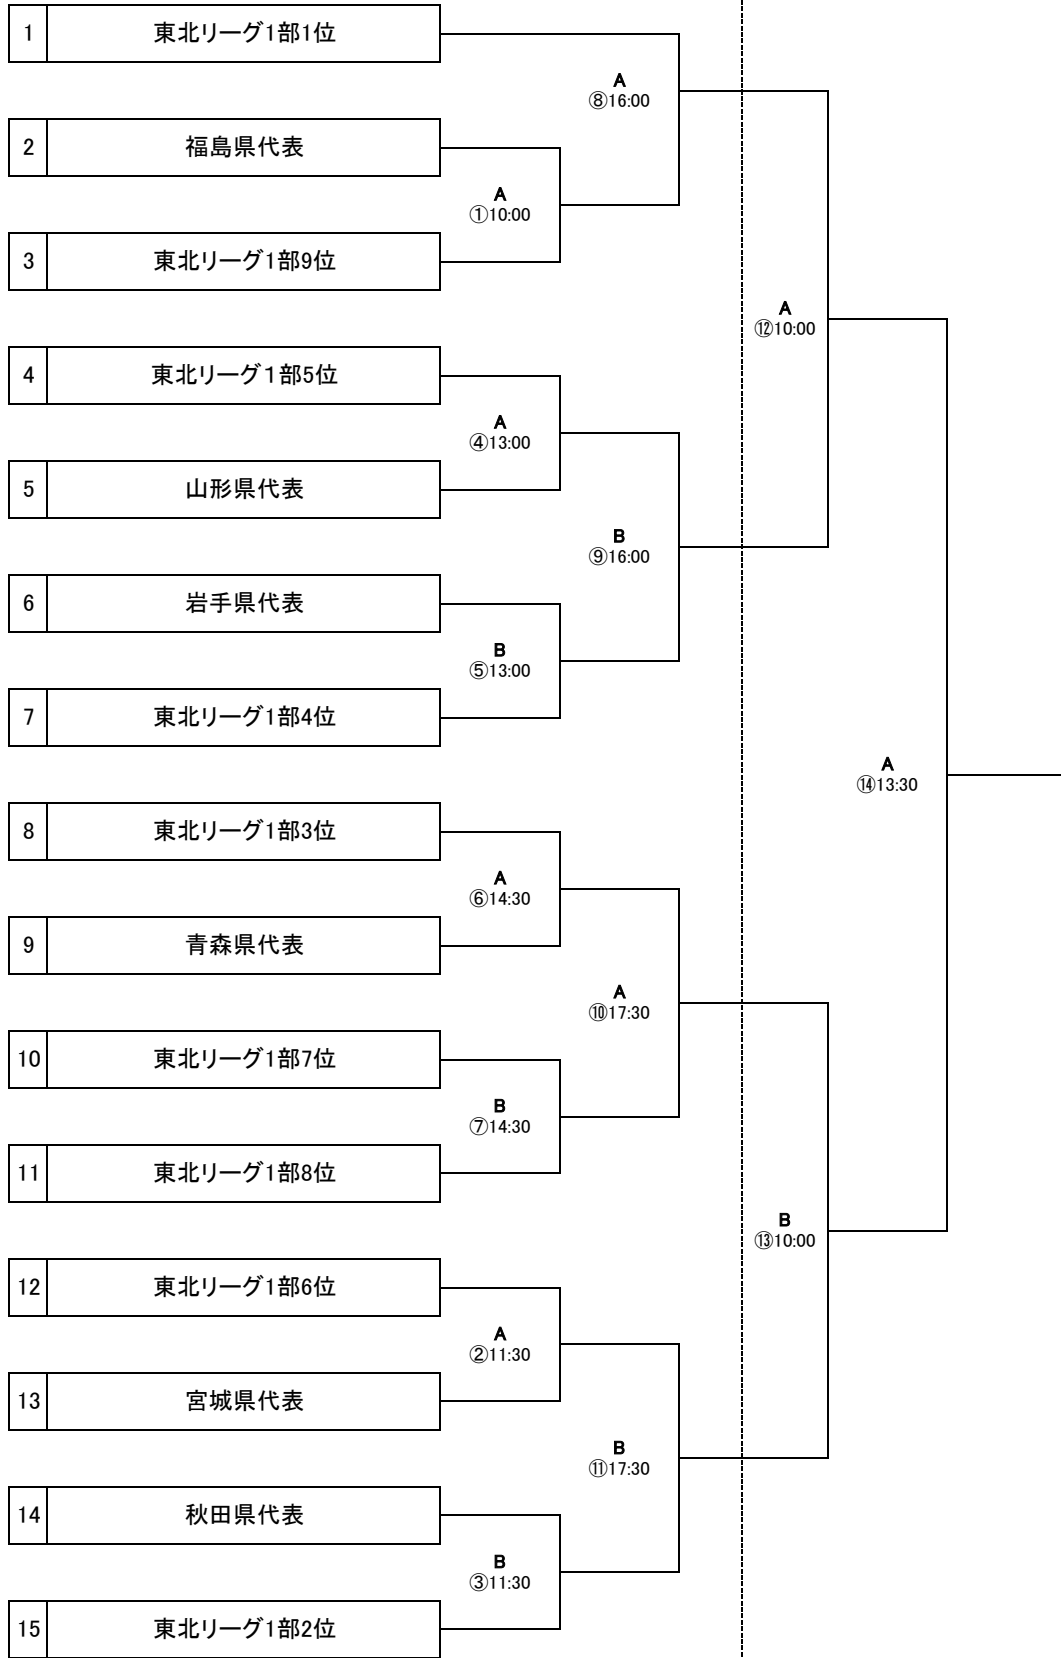 1 東北リーグ1部1位
A
⑧16:00
2 福島県代表
A
①10:00
3 東北リーグ1部9位
A
⑫10:00
4 東北リーグ１部5位
A
④13:00
5 山形県代表
B
⑨16:00
6 岩手県代表
B
⑤13:00
7 東北リーグ1部4位
A
⑭13:30
8 東北リーグ1部3位
A
⑥14:30
9 青森県代表
A
⑩17:30
10 東北リーグ1部7位
B
⑦14:30
11 東北リーグ1部8位
B
⑬10:00
12 東北リーグ1部6位
A
②11:30
13 宮城県代表
B
⑪17:30
14 秋田県代表
B
③11:30
15 東北リーグ1部2位